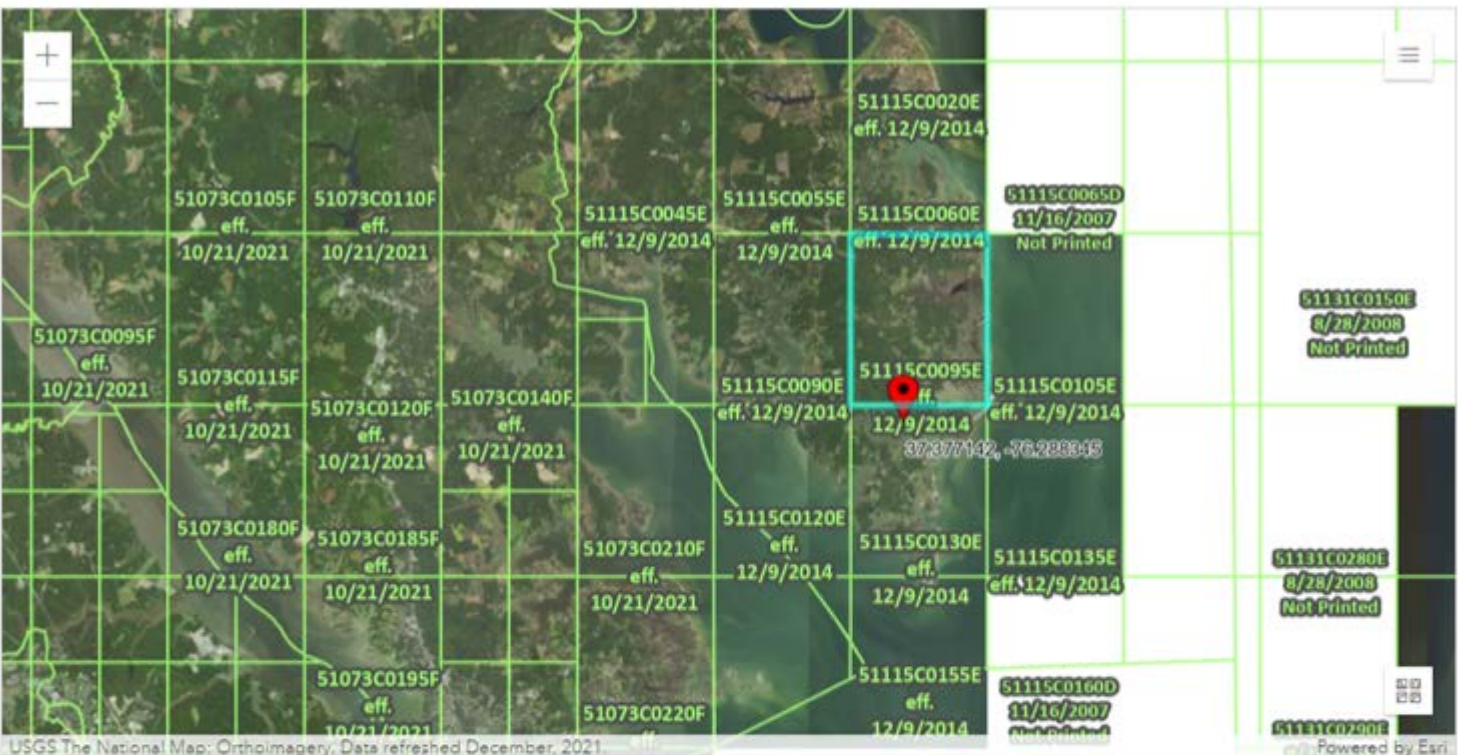 +
−
51115C0020E
eff. 12/9/2014
51073C0105F
eff.
10/21/2021
51073C0110F
eff.
10/21/2021
51115C0045E
eff. 12/9/2014
51115C0055E
eff.
12/9/2014
51115C0060E
eff. 12/9/2014
51115C0065D
11/16/2007
Not Printed
51131C0150E
8/28/2008
Not Printed
51073C0095F
eff.
10/21/2021
51073C0115F
eff.
10/21/2021
51073C0120F
eff.
10/21/2021
51073C0140F
eff.
10/21/2021
51115C0090E
eff. 12/9/2014
51115C0095E
eff.
12/9/2014
51115C0105E
eff. 12/9/2014
37.377142, -76.288345
51073C0180F
eff.
10/21/2021
51073C0185F
eff.
10/21/2021
51073C0210F
eff.
10/21/2021
51115C0120E
eff.
12/9/2014
51115C0130E
eff.
12/9/2014
51115C0135E
eff. 12/9/2014
51131C0280E
8/28/2008
Not Printed
51073C0195F
eff.
10/21/2021
51073C0220F
eff
51115C0155E
eff.
12/9/2014
51115C0160D
11/16/2007
Not Printed
51131C0290E
USGS The National Map: Orthoimagery. Data refreshed December, 2021.
Powered by Esri